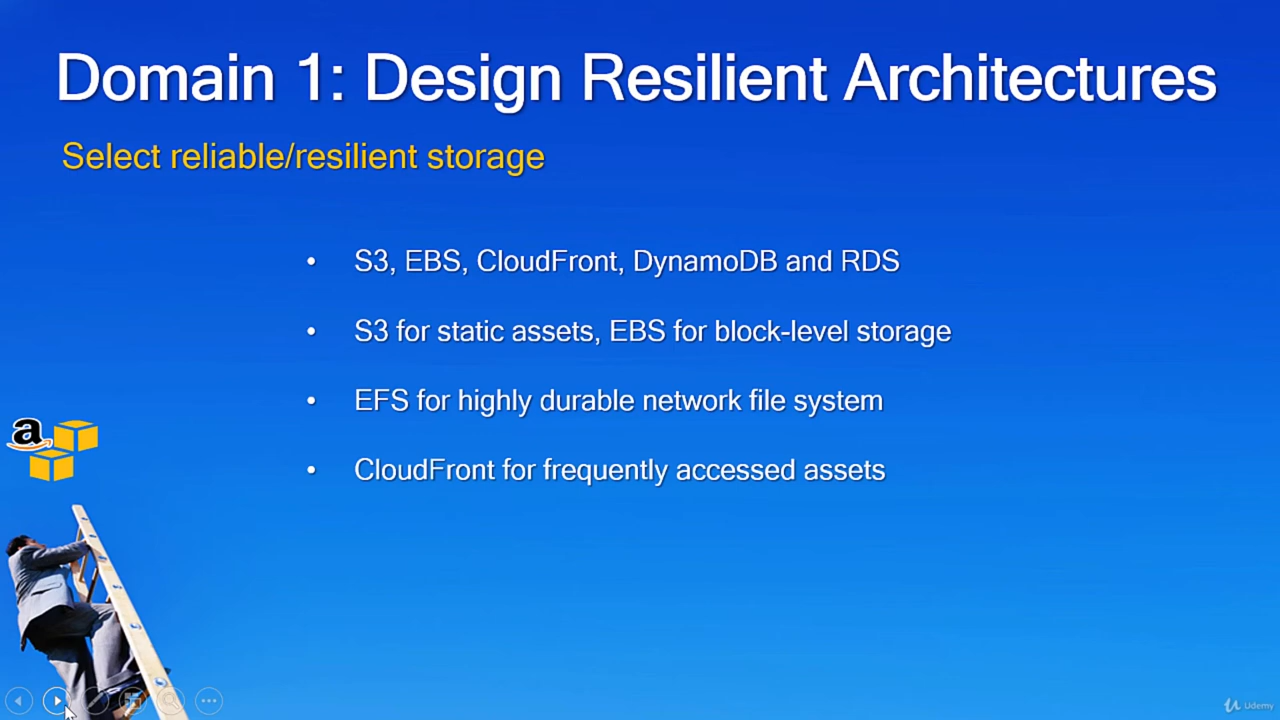 Domain 1: Design Resilient Architectures
Select reliable/resilient storage
• S3, EBS, CloudFront, DynamoDB and RDS
• S3 for static assets, EBS for block-level storage
• EFS for highly durable network file system
• CloudFront for frequently accessed assets
a
Udemy